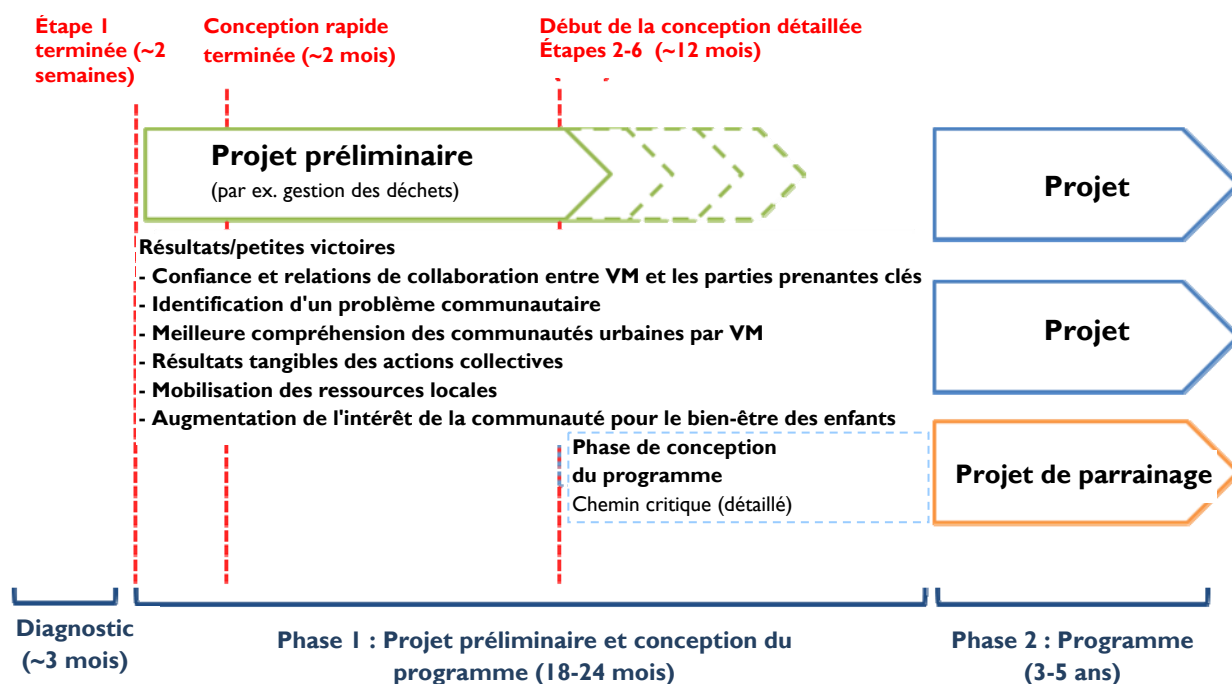 Étape 1
terminée (~2
semaines)
Conception rapide
terminée (~2 mois)
Début de la conception détaillée
Étapes 2-6 (~12 mois)
Projet préliminaire
(par ex. gestion des déchets)
Projet
Résultats/petites victoires
- Confiance et relations de collaboration entre VM et les parties prenantes clés
- Identification d'un problème communautaire
- Meilleure compréhension des communautés urbaines par VM
- Résultats tangibles des actions collectives
- Mobilisation des ressources locales
- Augmentation de l'intérêt de la communauté pour le bien-être des enfants
Projet
Phase de conception
du programme
Chemin critique (détaillé)
Projet de parrainage
Diagnostic
(~3 mois)
Phase 1 : Projet préliminaire et conception du
programme (18-24 mois)
Phase 2 : Programme
(3-5 ans)